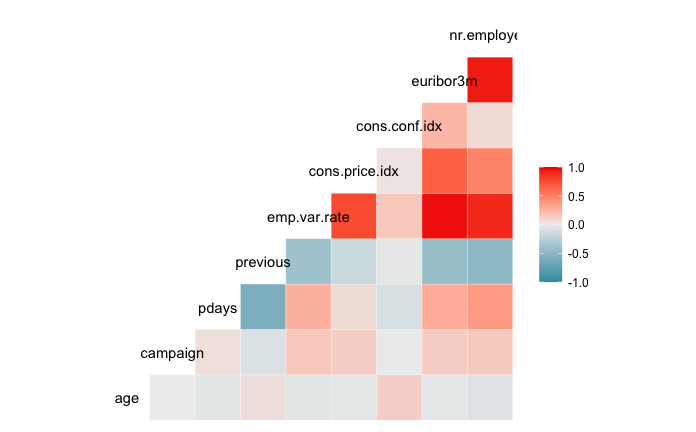 nr.employe
euribor3m
cons.conf.idx
cons.price.idx
emp.var.rate
previous
pdays
campaign
age
1.0
0.5
0.0
-0.5
-1.0